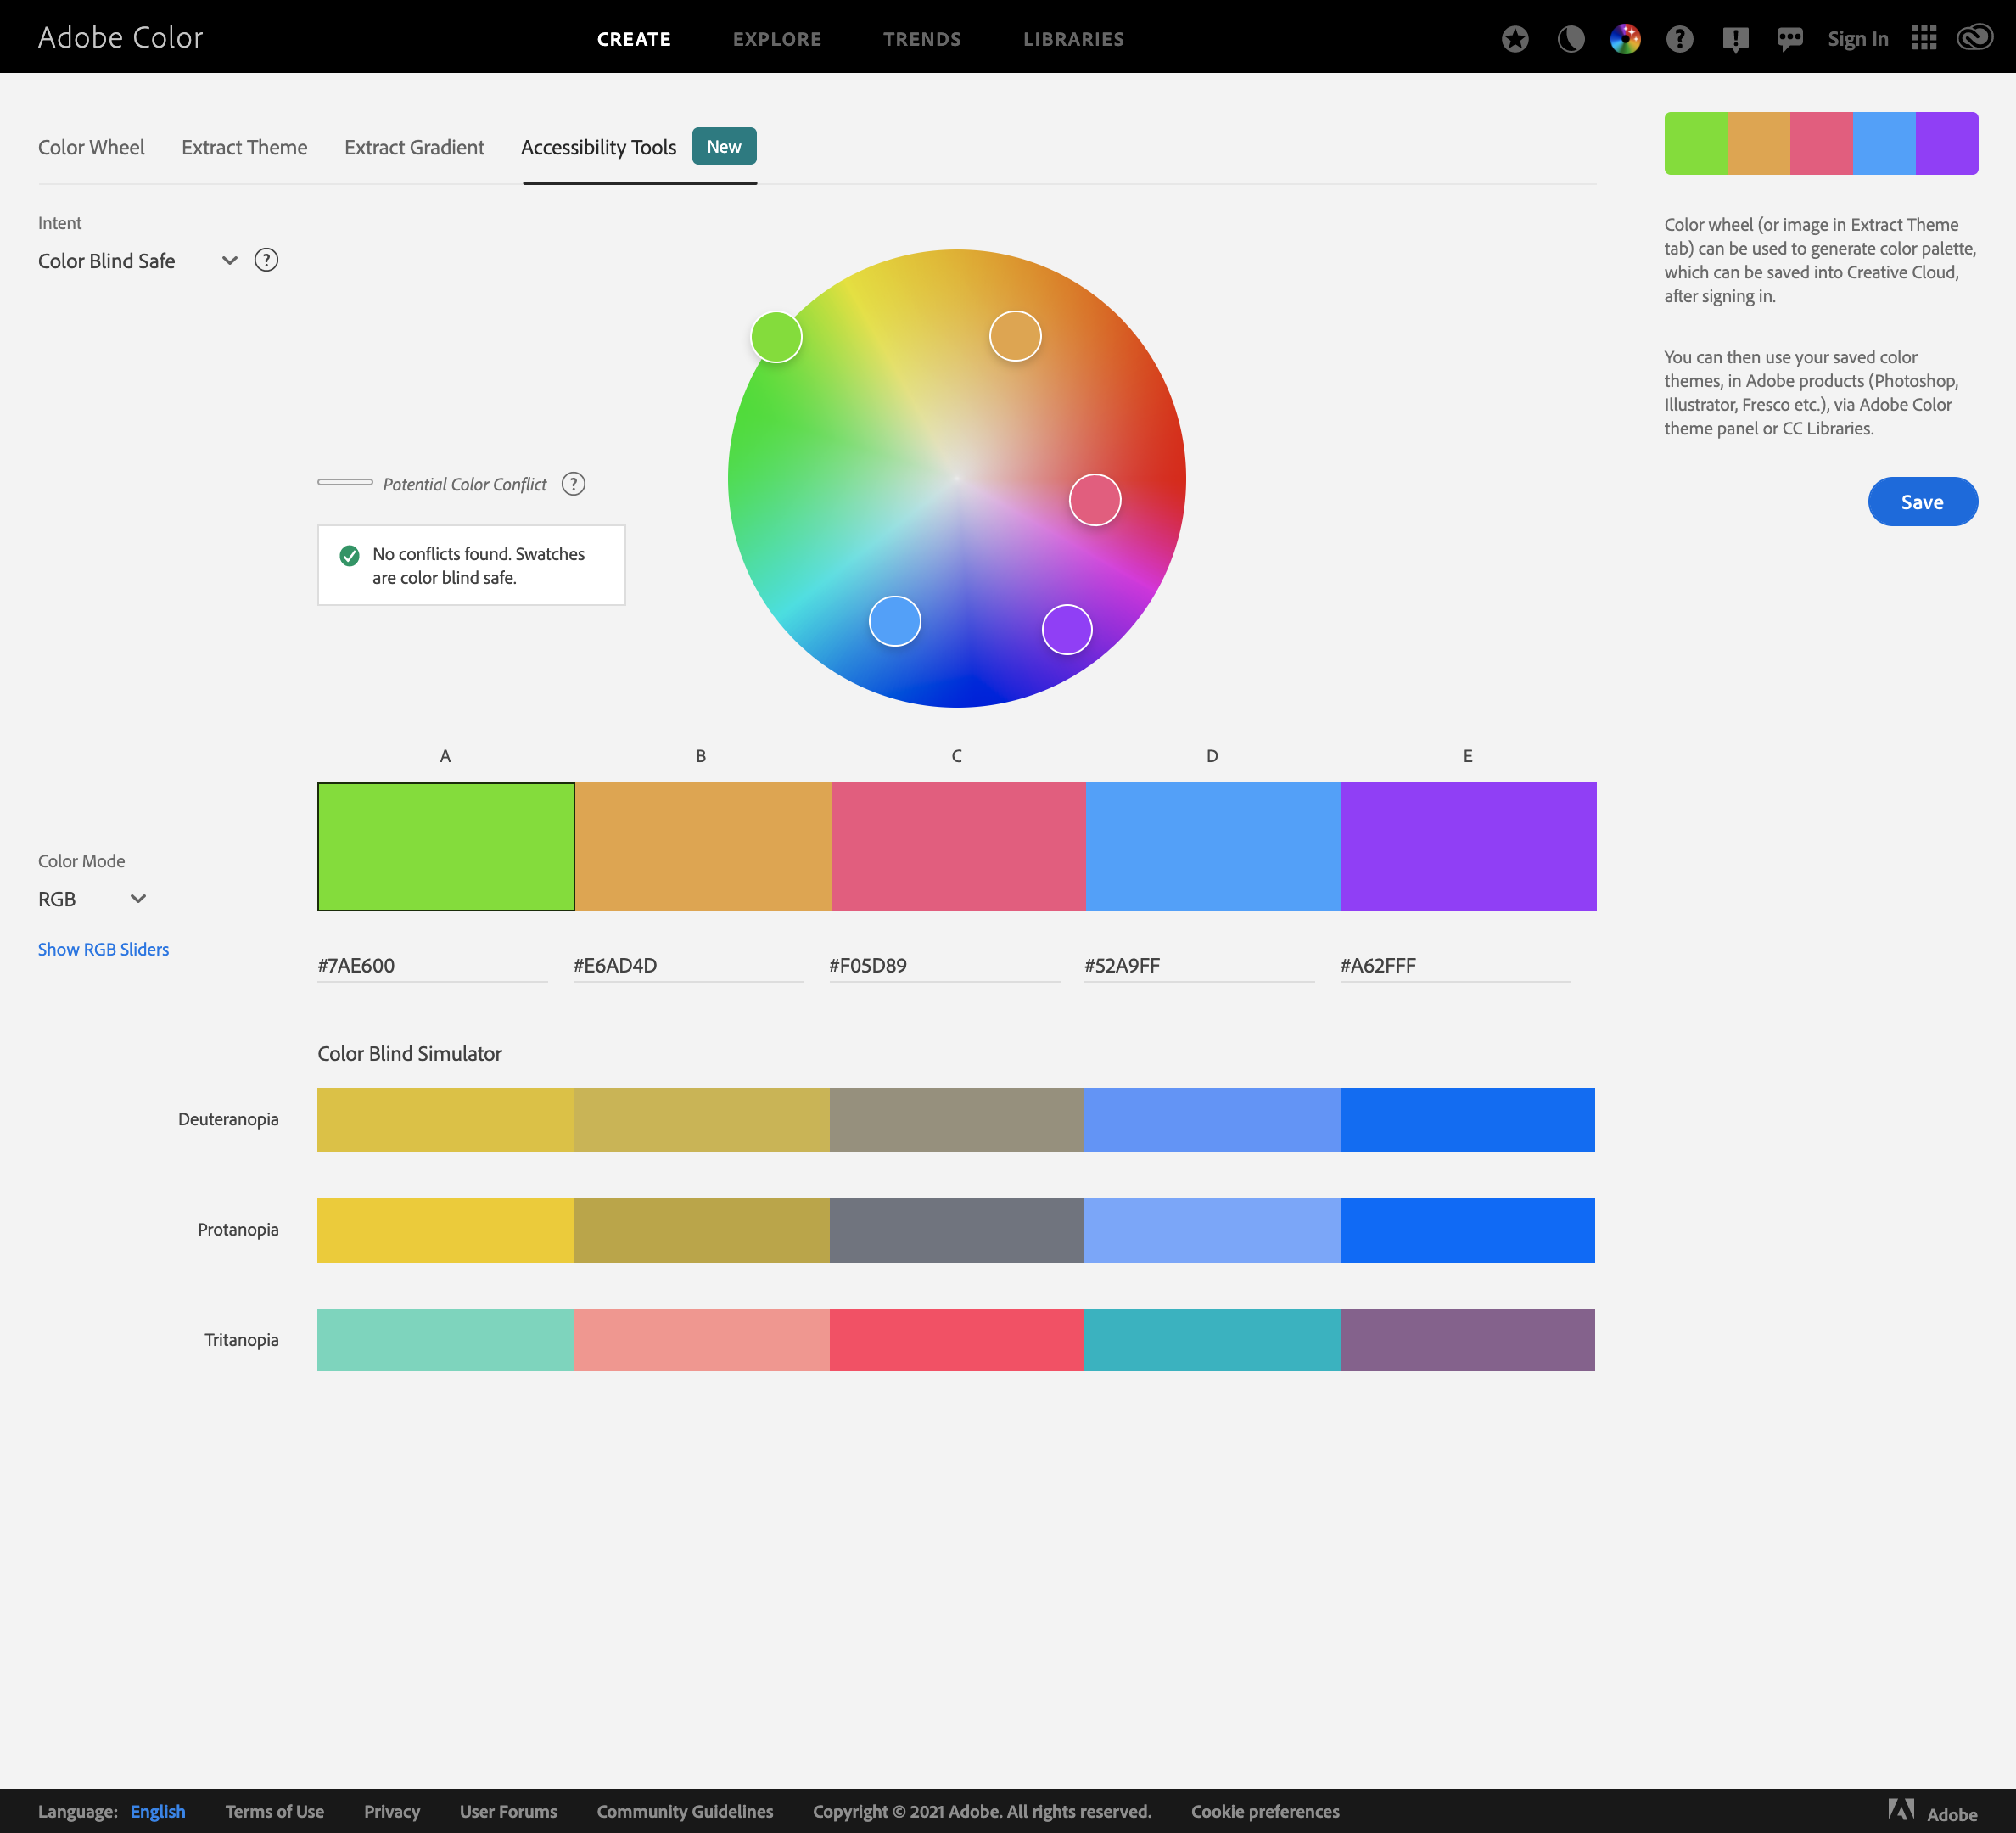 Adobe Color
CREATE EXPLORE TRENDS LIBRARIES
Sign In
Color Wheel Extract Theme Extract Gradient Accessibility Tools New
Intent
Color Blind Safe
Color wheel (or image in Extract Theme
tab) can be used to generate color palette,
which can be saved into Creative Cloud,
after signing in.
You can then use your saved color
themes, in Adobe products (Photoshop,
Illustrator, Fresco etc.), via Adobe Color
theme panel or CC Libraries.
Save
Potential Color Conflict
No conflicts found. Swatches
are color blind safe.
A B C D E
Color Mode
RGB
Show RGB Sliders
#7AE600 #E6AD4D #F05D89 #52A9FF #A62FFF
Color Blind Simulator
Deuteranopia
Protanopia
Tritanopia
Language: English Terms of Use Privacy User Forums Community Guidelines Copyright © 2021 Adobe. All rights reserved. Cookie preferences Adobe